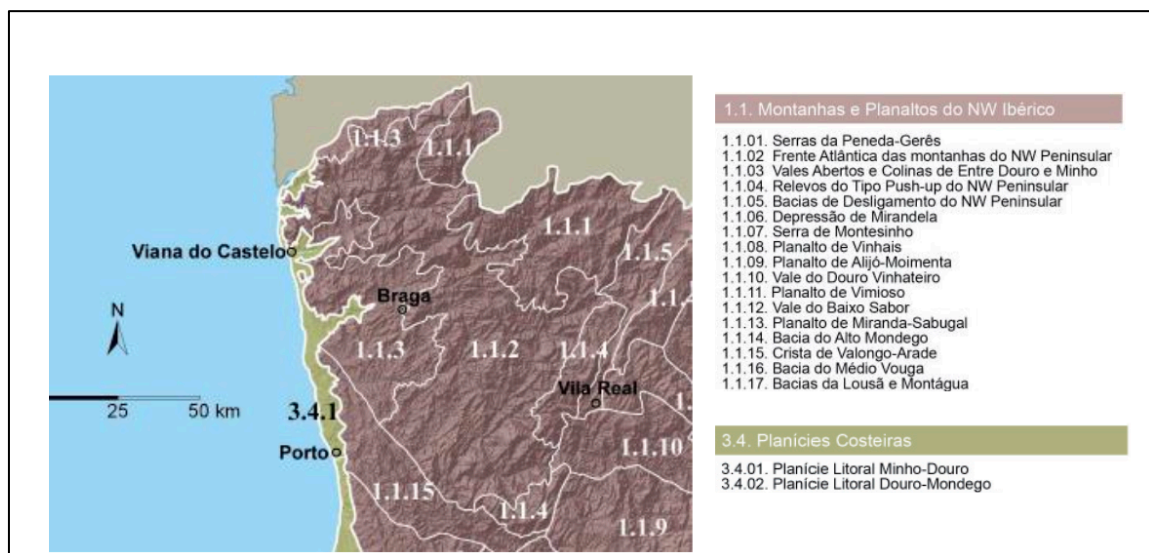 1.1.3
1.1.1
1.1.1
1.1.5
Viana do Castelo
Braga
N
1.1.3
1.1.2
1.1.4
Vila Real
25 50 km
3.4.1
Porto
1.1.10
1.1.15
1.1.4
1.1.9
1.1. Montanhas e Planaltos do NW Ibérico
1.1.01. Serras da Peneda-Gerês
1.1.02 Frente Atlântica das montanhas do NW Peninsular
1.1.03 Vales Abertos e Colinas de Entre Douro e Minho
1.1.04. Relevos do Tipo Push-up do NW Peninsular
1.1.05. Bacias de Desligamento do NW Peninsular
1.1.06. Depressão de Mirandela
1.1.07. Serra de Montesinho
1.1.08. Planalto de Vinhais
1.1.09. Planalto de Alijó-Moimenta
1.1.10. Vale do Douro Vinhateiro
1.1.11. Planalto de Vimioso
1.1.12. Vale do Baixo Sabor
1.1.13. Planalto de Miranda-Sabugal
1.1.14. Bacia do Alto Mondego
1.1.15. Crista de Valongo-Arade
1.1.16. Bacia do Médio Vouga
1.1.17. Bacias da Lousã e Montágua
3.4. Planícies Costeiras
3.4.01. Planície Litoral Minho-Douro
3.4.02. Planície Litoral Douro-Mondego